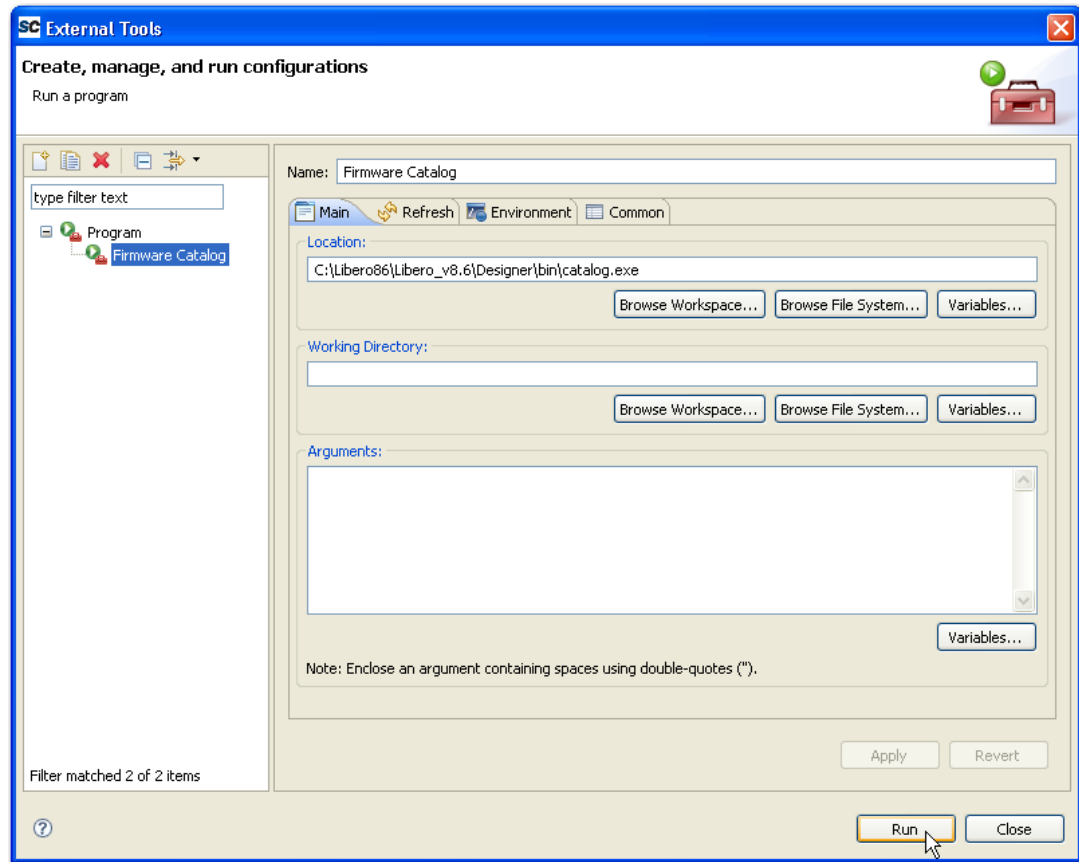 SC External Tools
Create, manage, and run configurations
Run a program
type filter text
Program
Firmware Catalog
Filter matched 2 of 2 items
Name: Firmware Catalog
Main Refresh Environment Common
Location:
C:\Libero86\Libero_v8.6\Designer\bin\catalog.exe
Browse Workspace... Browse File System... Variables...
Working Directory:
Browse Workspace... Browse File System... Variables...
Arguments:
Variables...
Note: Enclose an argument containing spaces using double-quotes (").
Apply Revert
? Run Close